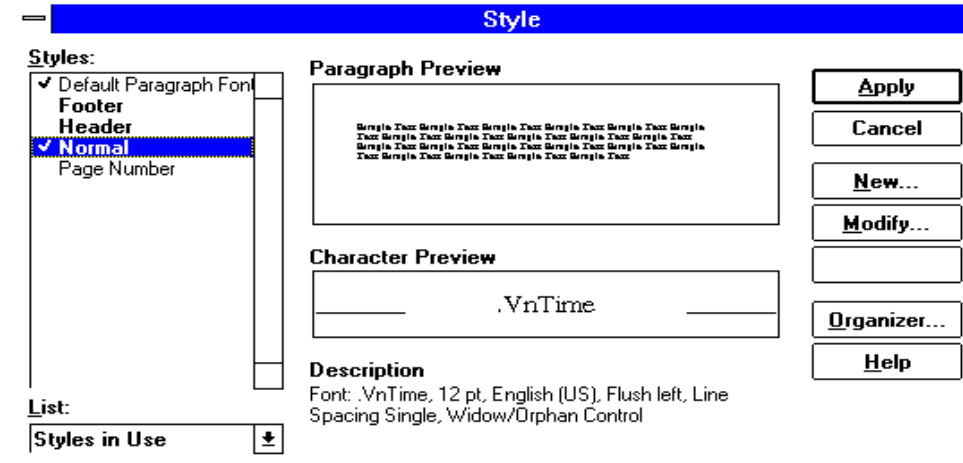 Style
Styles:
Default Paragraph Font
Footer
Header
Normal
Page Number
List:
Styles in Use
Paragraph Preview
Character Preview
.VnTime
Description
Font: .VnTime, 12 pt, English (US), Flush left, Line
Spacing Single, Widow/Orphan Control
Apply
Cancel
New...
Modify...
Organizer...
Help